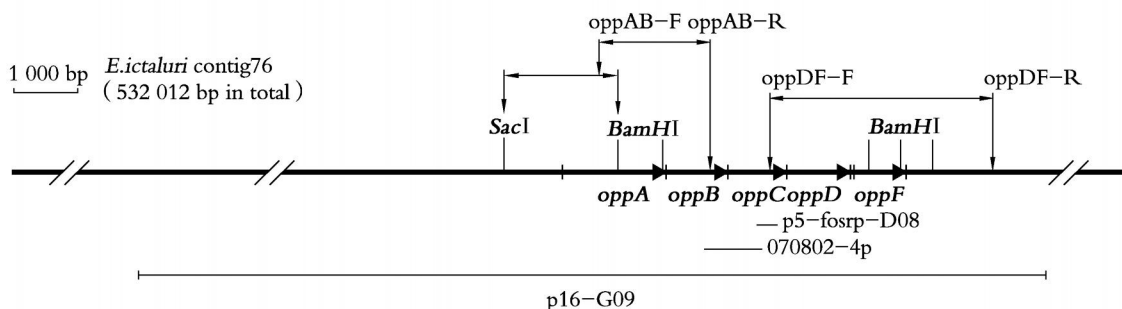 oppAB-F oppAB-R
1 000 bp
E.ictaluri contig76
( 532 012 bp in total )
oppDF-F
oppDF-R
SacI
BamHI
BamHI
oppA
oppB
oppC
oppD
oppF
p5-fosrp-D08
070802-4p
p16-G09